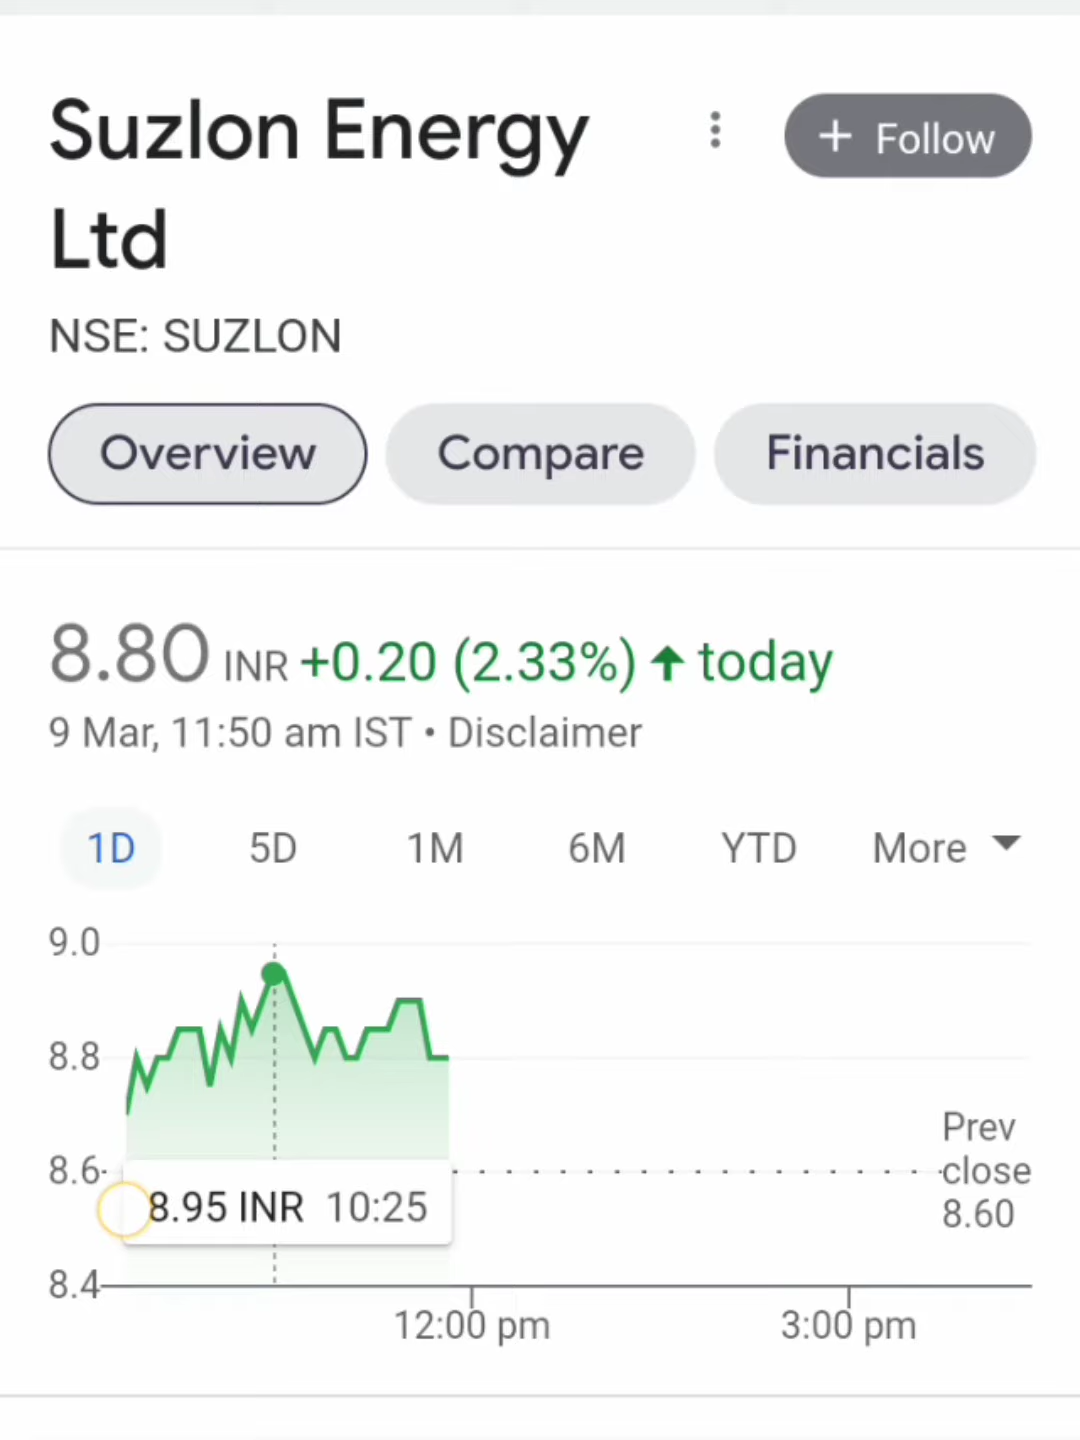 Suzlon Energy
Ltd
+ Follow
NSE: SUZLON
Overview Compare Financials
8.80 INR +0.20 (2.33%) ↑ today
9 Mar, 11:50 am IST • Disclaimer
1D 5D 1M 6M YTD More
9.0
8.8
8.6
8.4
Prev
close
8.60
8.95 INR 10:25
12:00 pm 3:00 pm